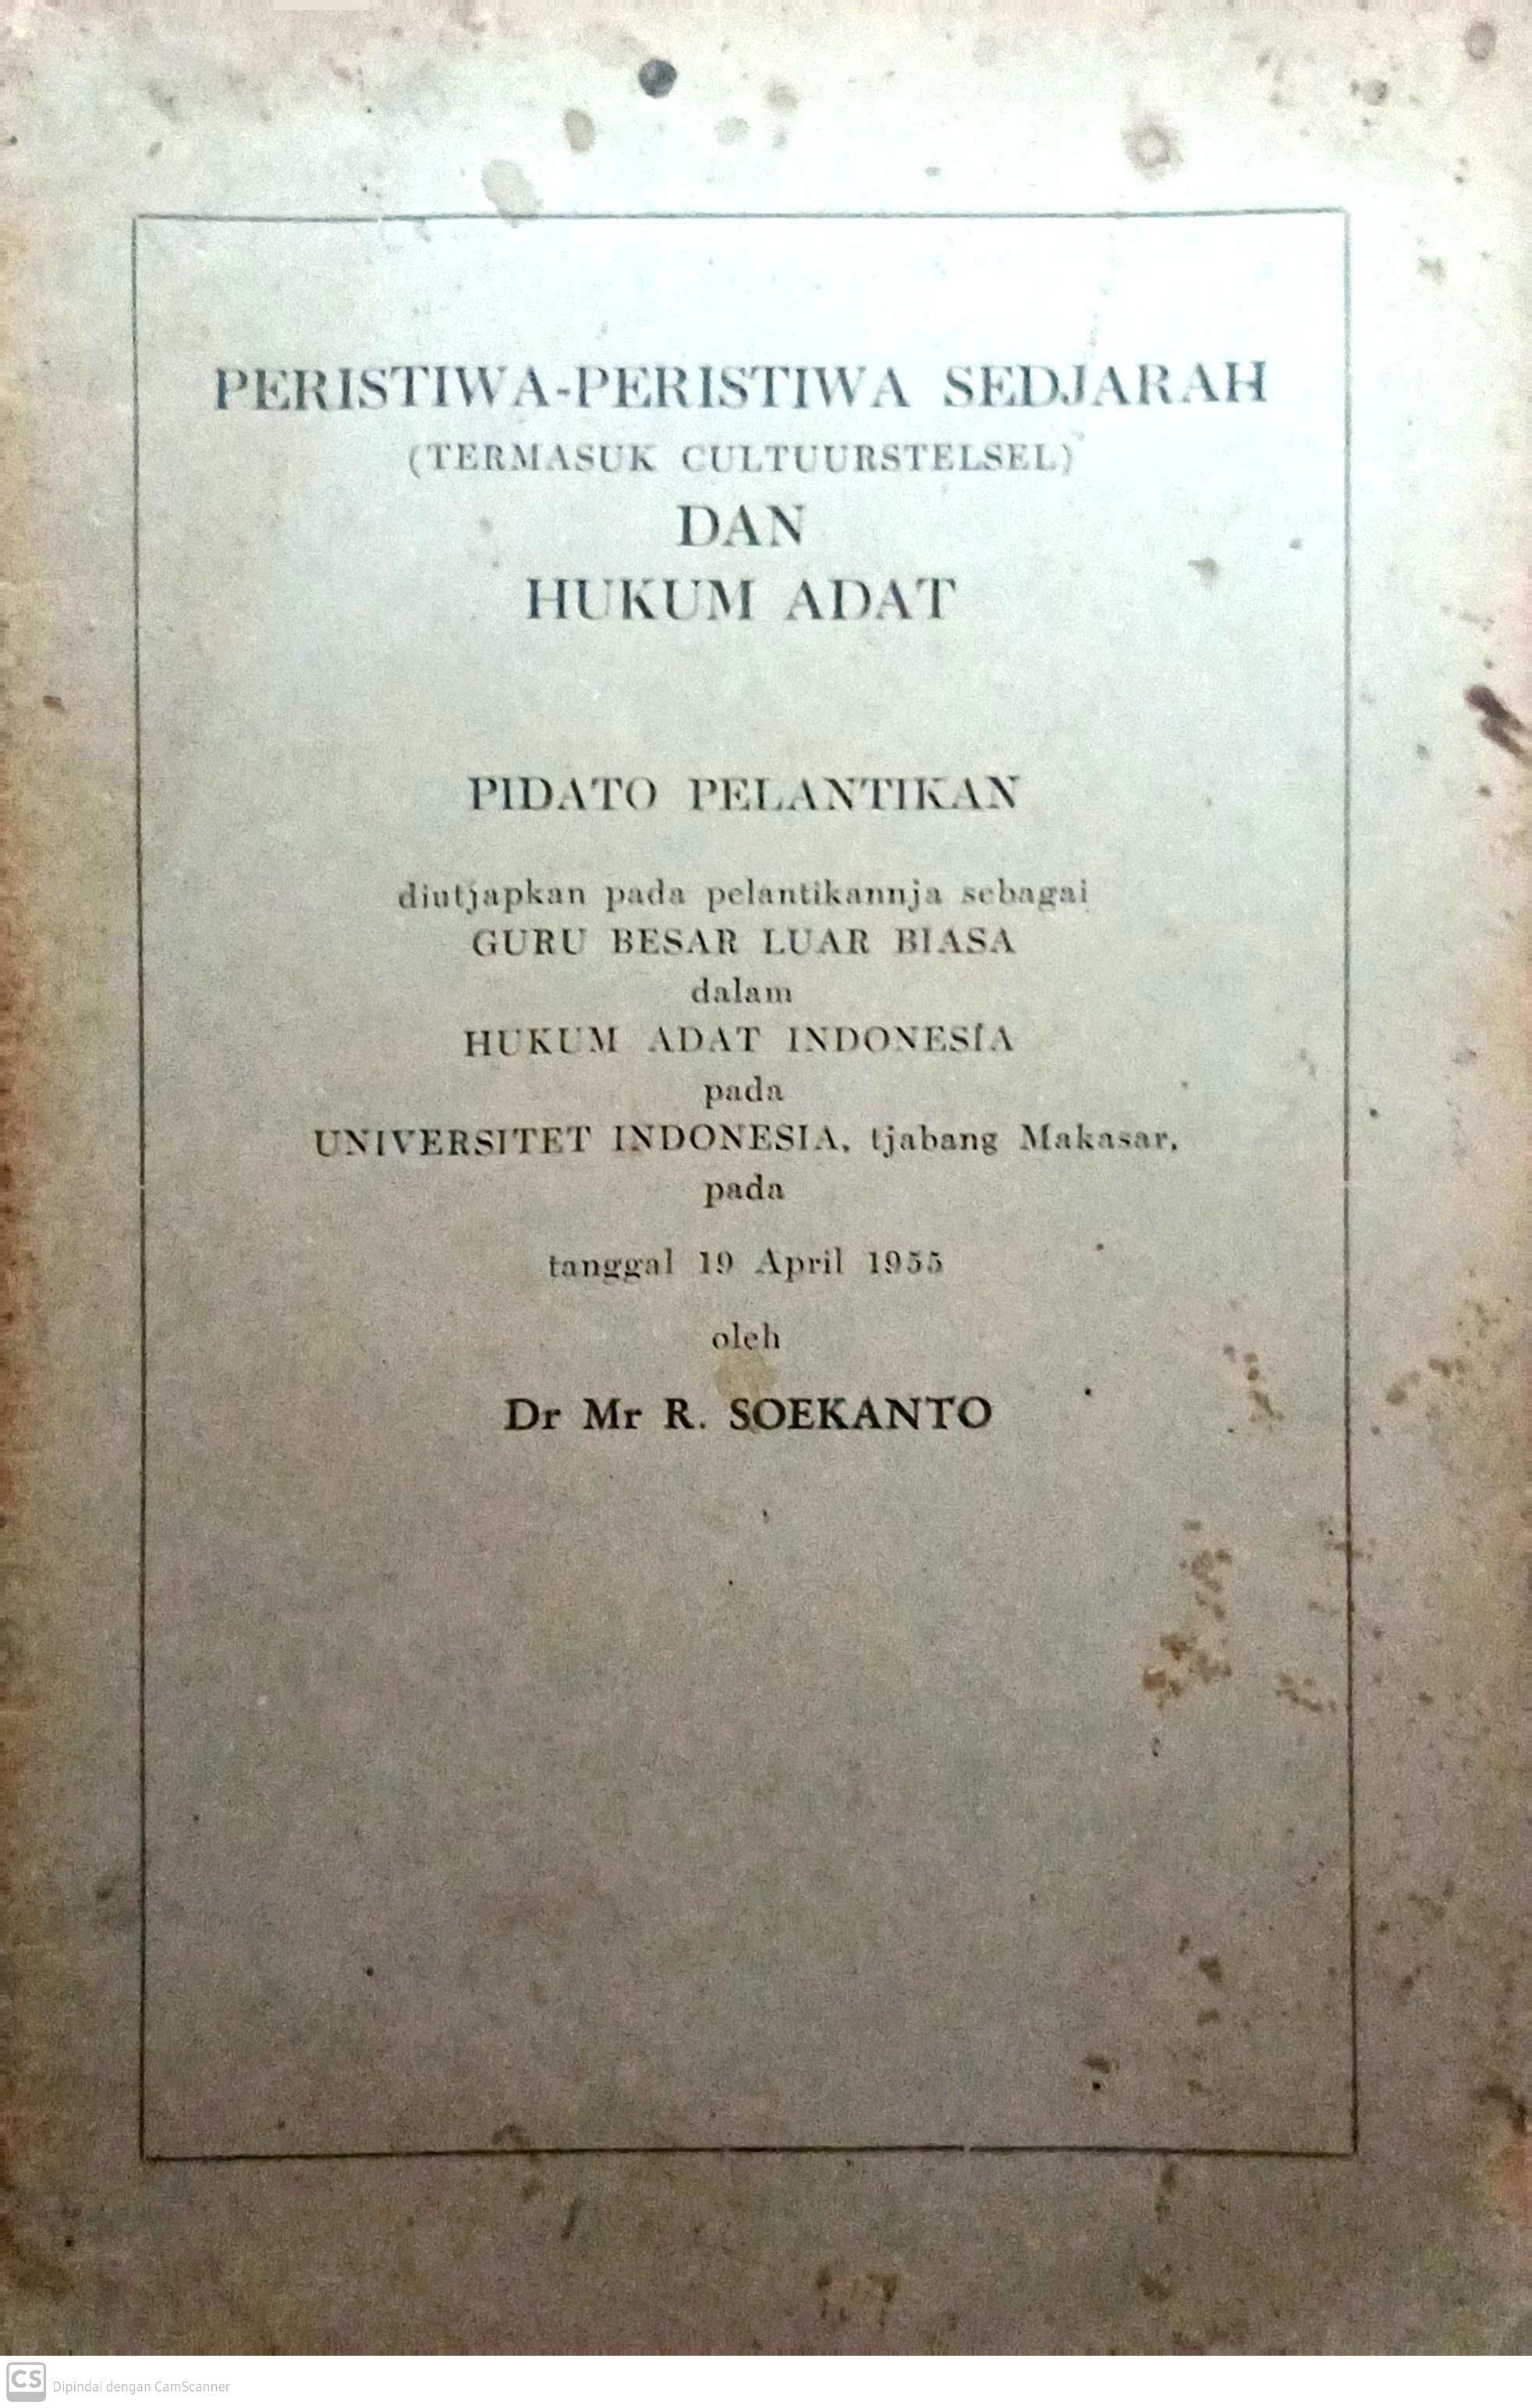 PERISTIWA-PERISTIWA SEDJARAH
(TERMASUK CULTUURSTELSEL)
DAN
HUKUM ADAT
PIDATO PELANTIKAN
diutjapkan pada pelantikannja sebagai
GURU BESAR LUAR BIASA
dalam
HUKUM ADAT INDONESIA
pada
UNIVERSITET INDONESIA, tjabang Makasar,
pada
tanggal 19 April 1955
oleh
Dr Mr R. SOEKANTO
CS Dipindai dengan CamScanner